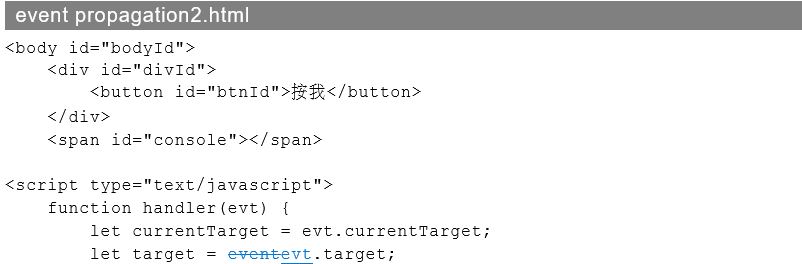 event propagation2.html
<body id="bodyId">
    <div id="divId">
        <button id="btnId">按我</button>
    </div>
    <span id="console"></span>

<script type="text/javascript">
    function handler(evt) {
        let currentTarget = evt.currentTarget;
        let target = eventevt.target;